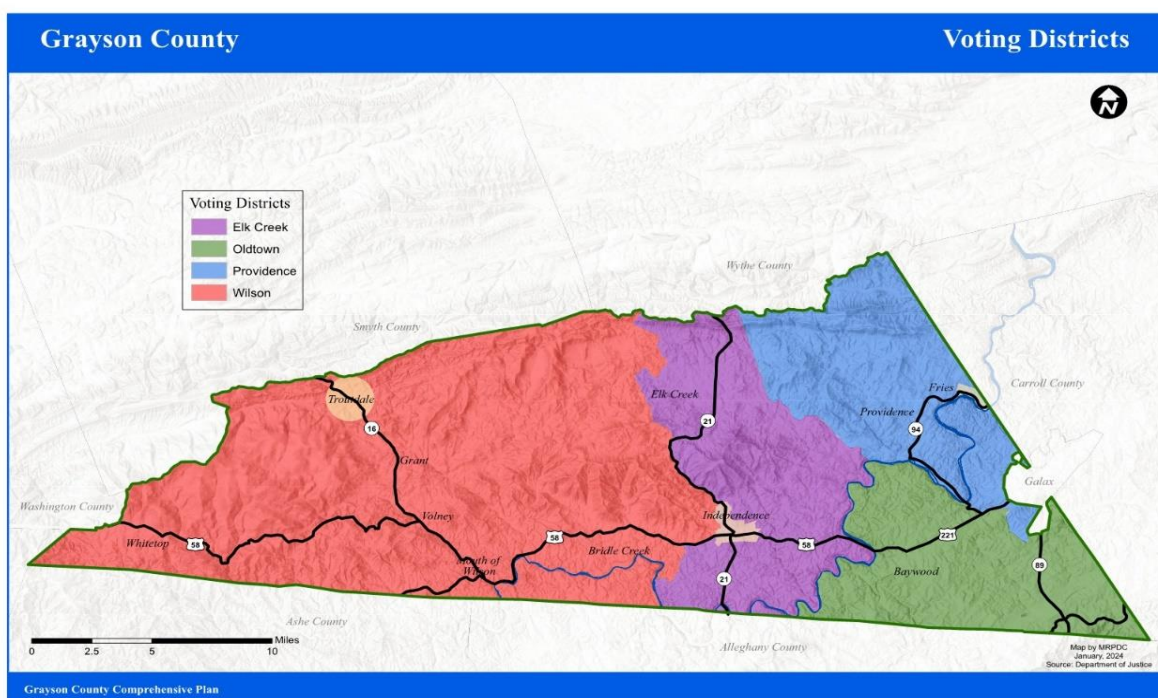 Grayson County
Voting Districts
N
Voting Districts
Elk Creek
Oldtown
Providence
Wilson
Wythe County
Smyth County
Carroll County
Washington County
Galax
Ashe County
Alleghany County
Troutdale
16
Grant
Volney
Whitetop
58
Mouth of
Wilson
58
Bridle Creek
Elk Creek
21
Independence
58
21
Fries
Providence
94
221
Baywood
89
Miles
0 2.5 5 10
Map by MRPDC
January, 2024
Source: Department of Justice
Grayson County Comprehensive Plan